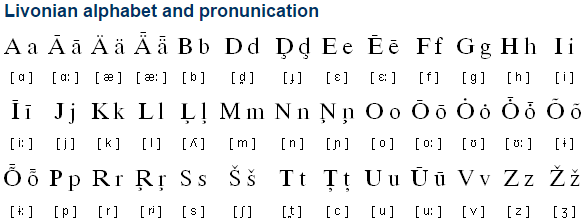 Livonian alphabet and pronunication
A a Ā ā Ä ä Ǟ ǟ B b D d Ḑ ḑ E e Ē ē F f G g H h I i
[ɑ] [ɑː] [æ] [æː] [b] [d̪] [ɟ] [ɛ] [ɛː] [f] [g] [h] [i]
Ī ī J j K k L l Ļ ļ M m N n Ņ ņ O o Ō ō Ȯ ȯ Ȱ ȱ Õ õ
[iː] [j] [k] [l] [ʎ] [m] [n] [ɲ] [o] [oː] [ʊ] [ʊː] [ɨ]
Ȭ ȭ P p R r Ŗ ŗ S s Š š T t Ț ț U u Ū ū V v Z z Ž ž
[ɨː] [p] [r] [rʲ] [s] [ʃ] [t̪] [c] [u] [uː] [v] [z] [ʒ]